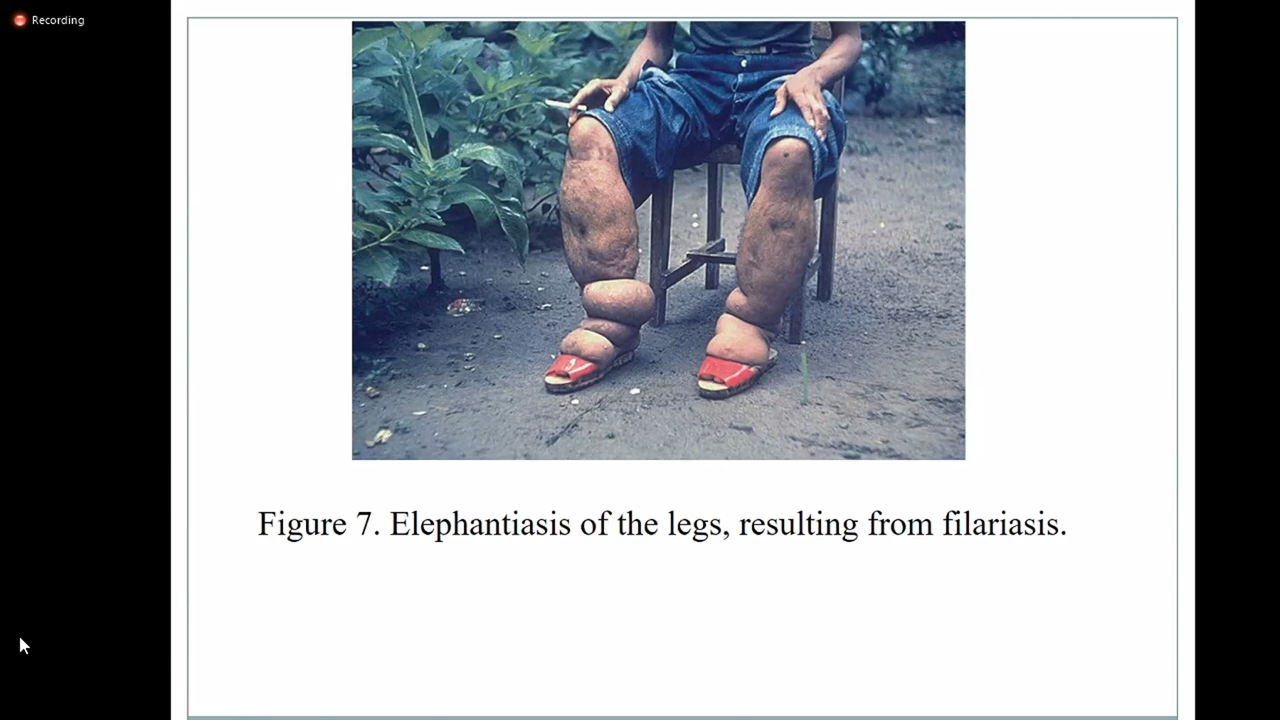 Recording
Figure 7. Elephantiasis of the legs, resulting from filariasis.